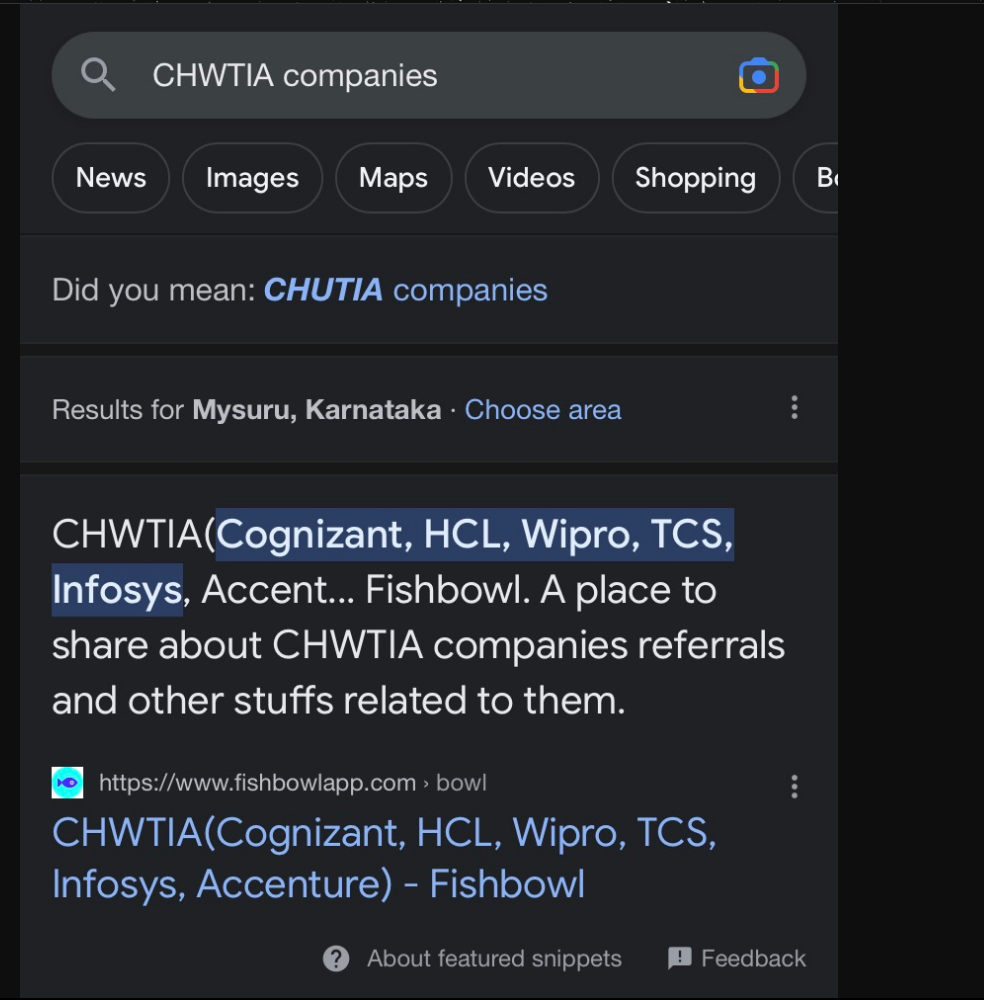 CHWTIA companies
News Images Maps Videos Shopping
Did you mean: CHUTIA companies
Results for Mysuru, Karnataka · Choose area
CHWTIA(Cognizant, HCL, Wipro, TCS,
Infosys, Accent... Fishbowl. A place to
share about CHWTIA companies referrals
and other stuffs related to them.
https://www.fishbowlapp.com › bowl
CHWTIA(Cognizant, HCL, Wipro, TCS,
Infosys, Accenture) - Fishbowl
About featured snippets Feedback